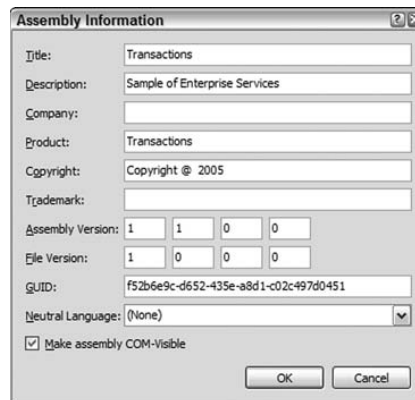 Assembly Information
Title: Transactions
Description: Sample of Enterprise Services
Company:
Product: Transactions
Copyright: Copyright @ 2005
Trademark:
Assembly Version: 1 1 0 0
File Version: 1 0 0 0
GUID: f52b6e9c-d652-435e-a8d1-c02c497d0451
Neutral Language: (None)
Make assembly COM-Visible
OK Cancel